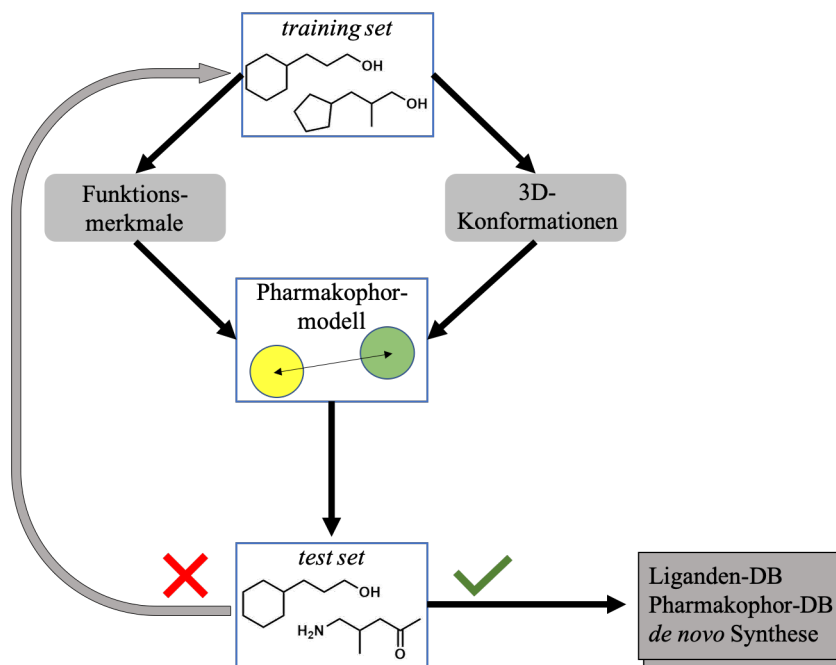 training set
OH
OH
Funktions-
merkmale
3D-
Konformationen
Pharmakophor-
modell
test set
OH
H₂N
O
Liganden-DB
Pharmakophor-DB
de novo Synthese